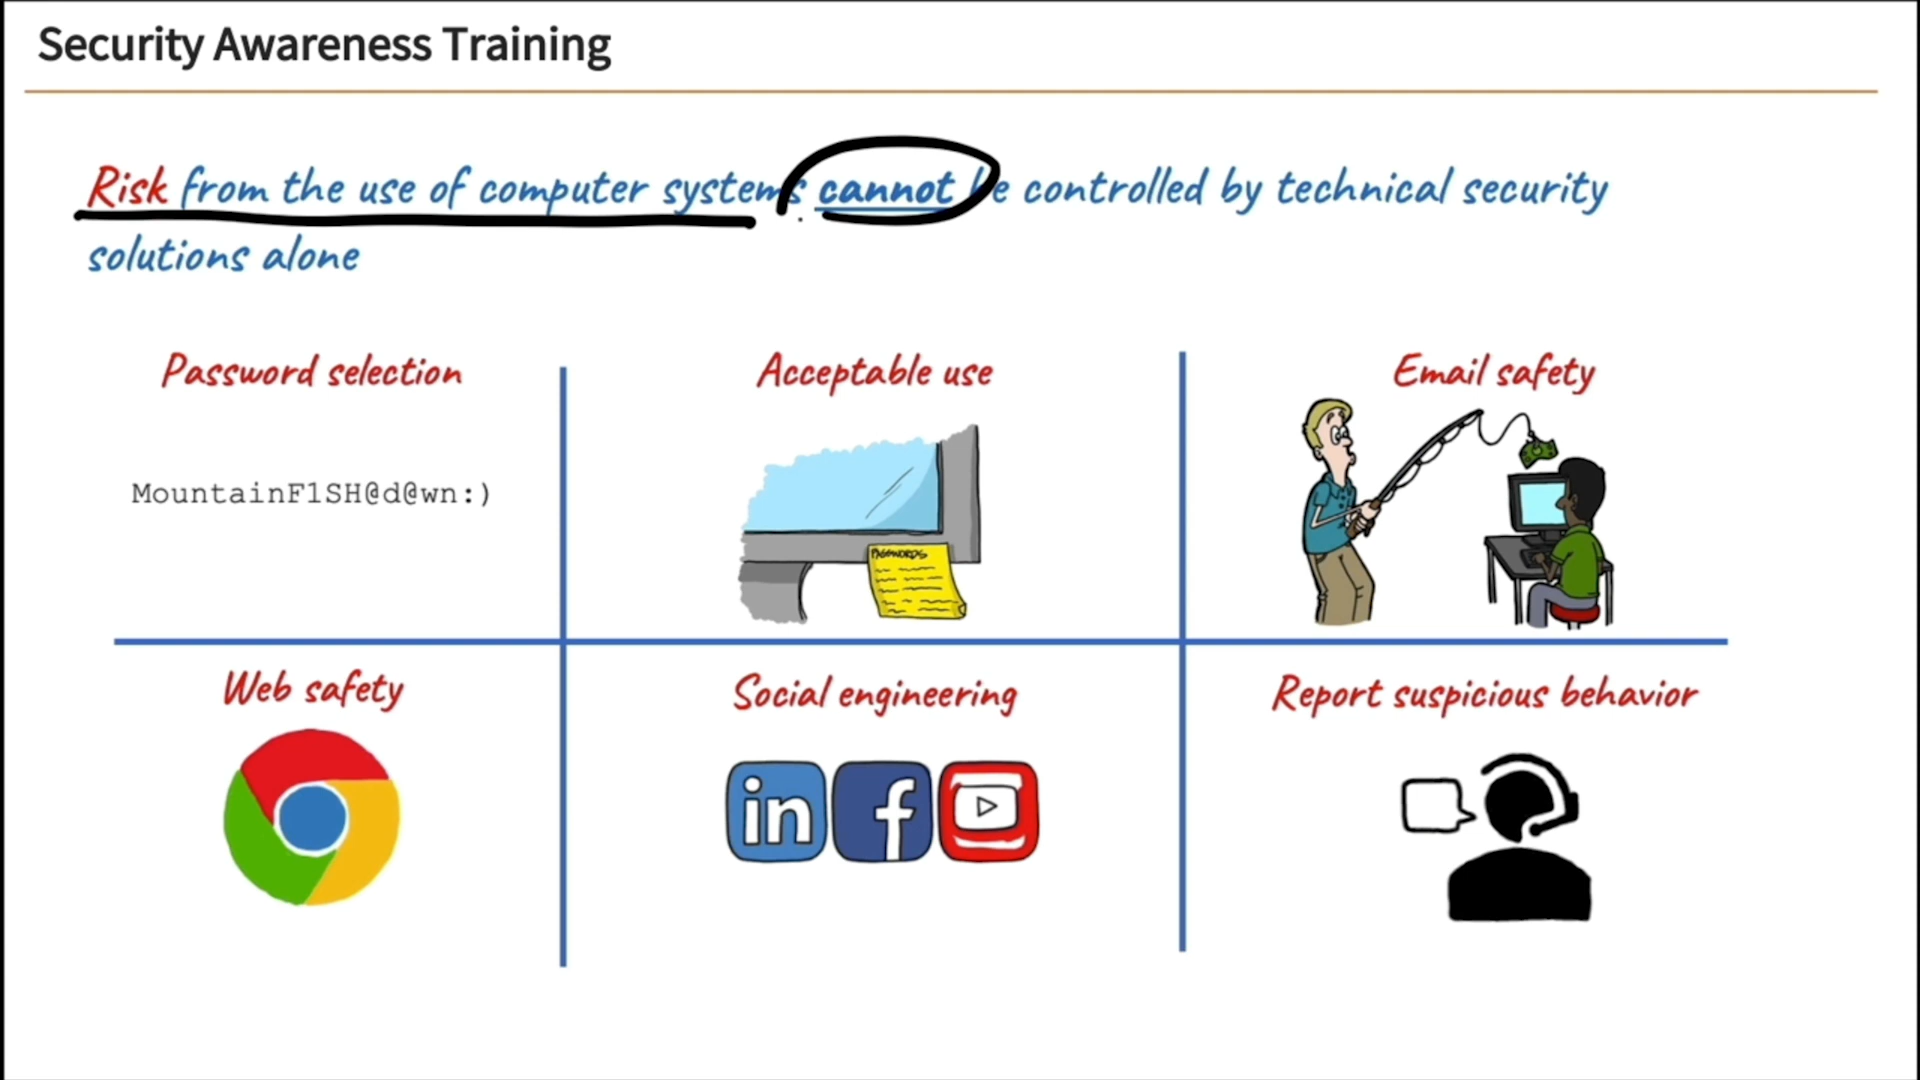 Security Awareness Training
Risk from the use of computer systems cannot be controlled by technical security
solutions alone
Password selection
Acceptable use
Email safety
MountainF1SH@d@wn:)
PASSWORDS
Web safety
Social engineering
Report suspicious behavior
in
f